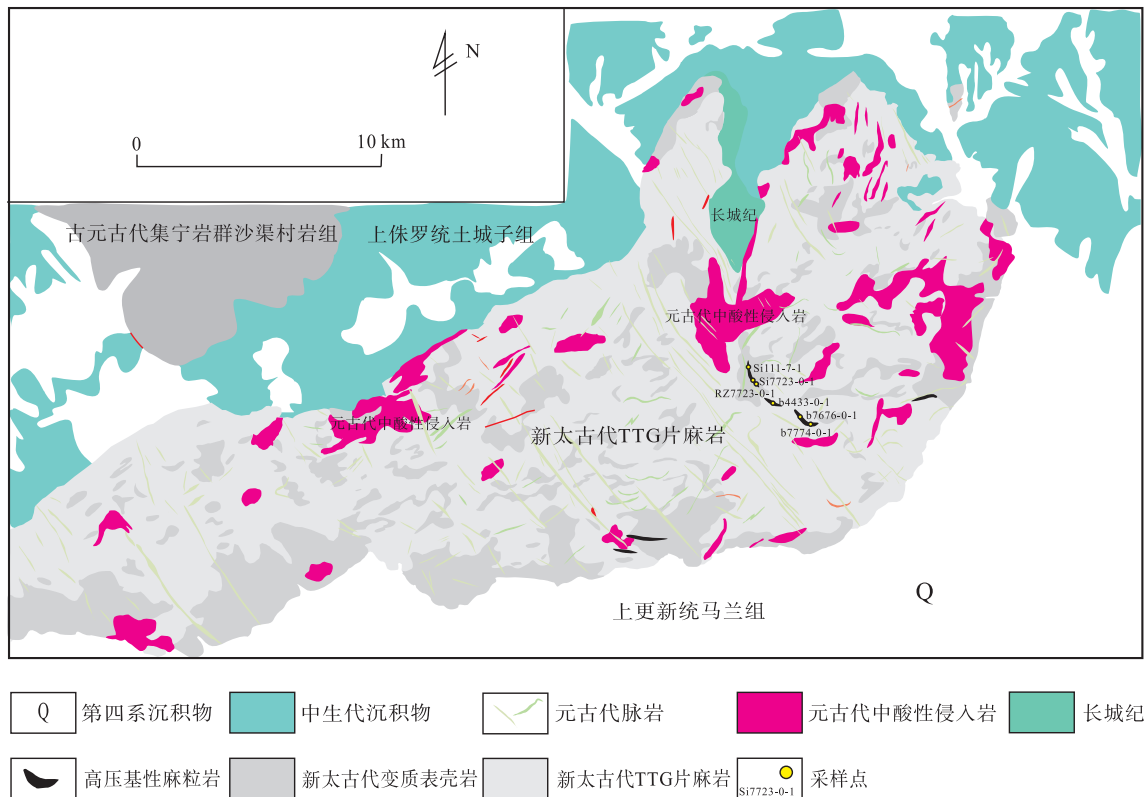 N
0 10 km
古元古代集宁岩群沙渠村岩组
上侏罗统土城子组
长城纪
元古代中酸性侵入岩
Si111-7-1
Si7723-0-1
RZ7723-0-1
b4433-0-1
b7676-0-1
b7774-0-1
元古代中酸性侵入岩
新太古代TTG片麻岩
Q
上更新统马兰组
Q 第四系沉积物
中生代沉积物
元古代脉岩
元古代中酸性侵入岩
长城纪
高压基性麻粒岩
新太古代变质表壳岩
新太古代TTG片麻岩
Si7723-0-1 采样点